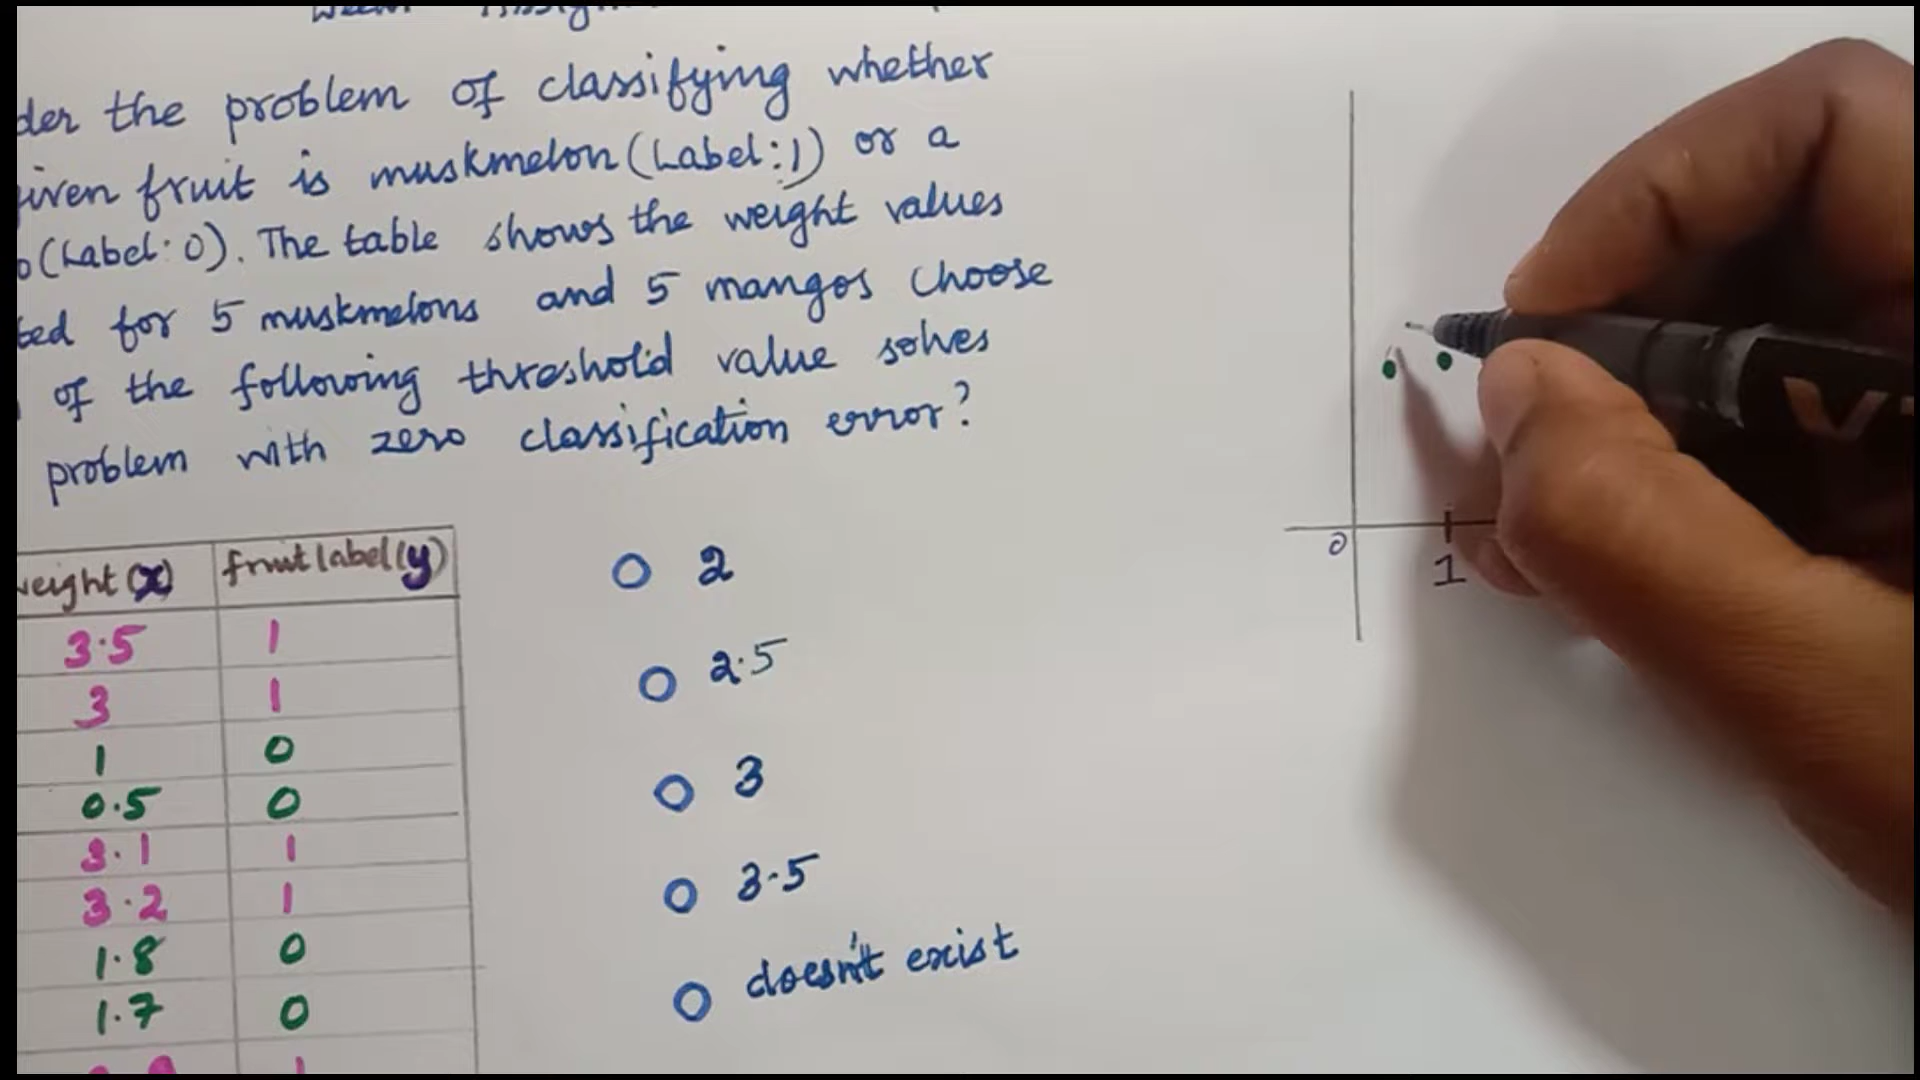 der the problem of classifying whether
given fruit is muskmelon (Label:1) or a
o (Label:0). The table shows the weight values
ted for 5 muskmelons and 5 mangos choose
of the following threshold value solves
problem with zero classification error?
weight (x) fruit label (y)
3.5 1
3 1
1 0
0.5 0
3.1 1
3.2 1
1.8 0
1.7 0
1
2
2.5
3
3.5
doesn't exist
0
1
V